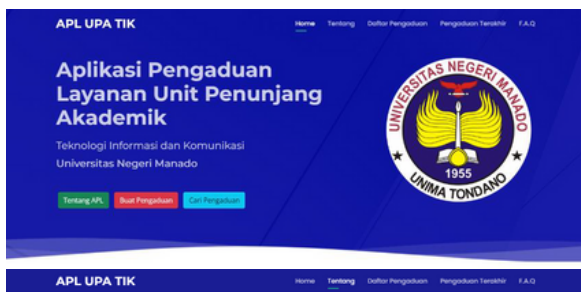 APL UPA TIK
Home Tentang Daftar Pengaduan Pengaduan Terakhir F.A.Q
Aplikasi Pengaduan
Layanan Unit Penunjang
Akademik
Teknologi Informasi dan Komunikasi
Universitas Negeri Manado
Tentang APL Buat Pengaduan Cari Pengaduan
UNIVERSITAS NEGERI MANADO
1955
UNIMA TONDANO
APL UPA TIK
Home Tentang Daftar Pengaduan Pengaduan Terakhir F.A.Q